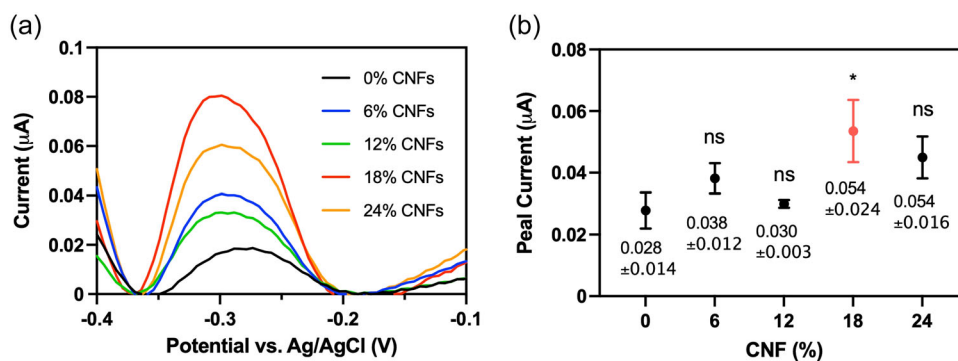 (a)
0.1
0.08
0.06
0.04
0.02
0
Current (μA)
-0.4
-0.3
-0.2
-0.1
Potential vs. Ag/AgCl (V)
0% CNFs
6% CNFs
12% CNFs
18% CNFs
24% CNFs
(b)
0.08
0.06
0.04
0.02
0.00
Peal Current (μA)
0
6
12
18
24
CNF (%)
ns
ns
*
ns
0.028
±0.014
0.038
±0.012
0.030
±0.003
0.054
±0.024
0.054
±0.016